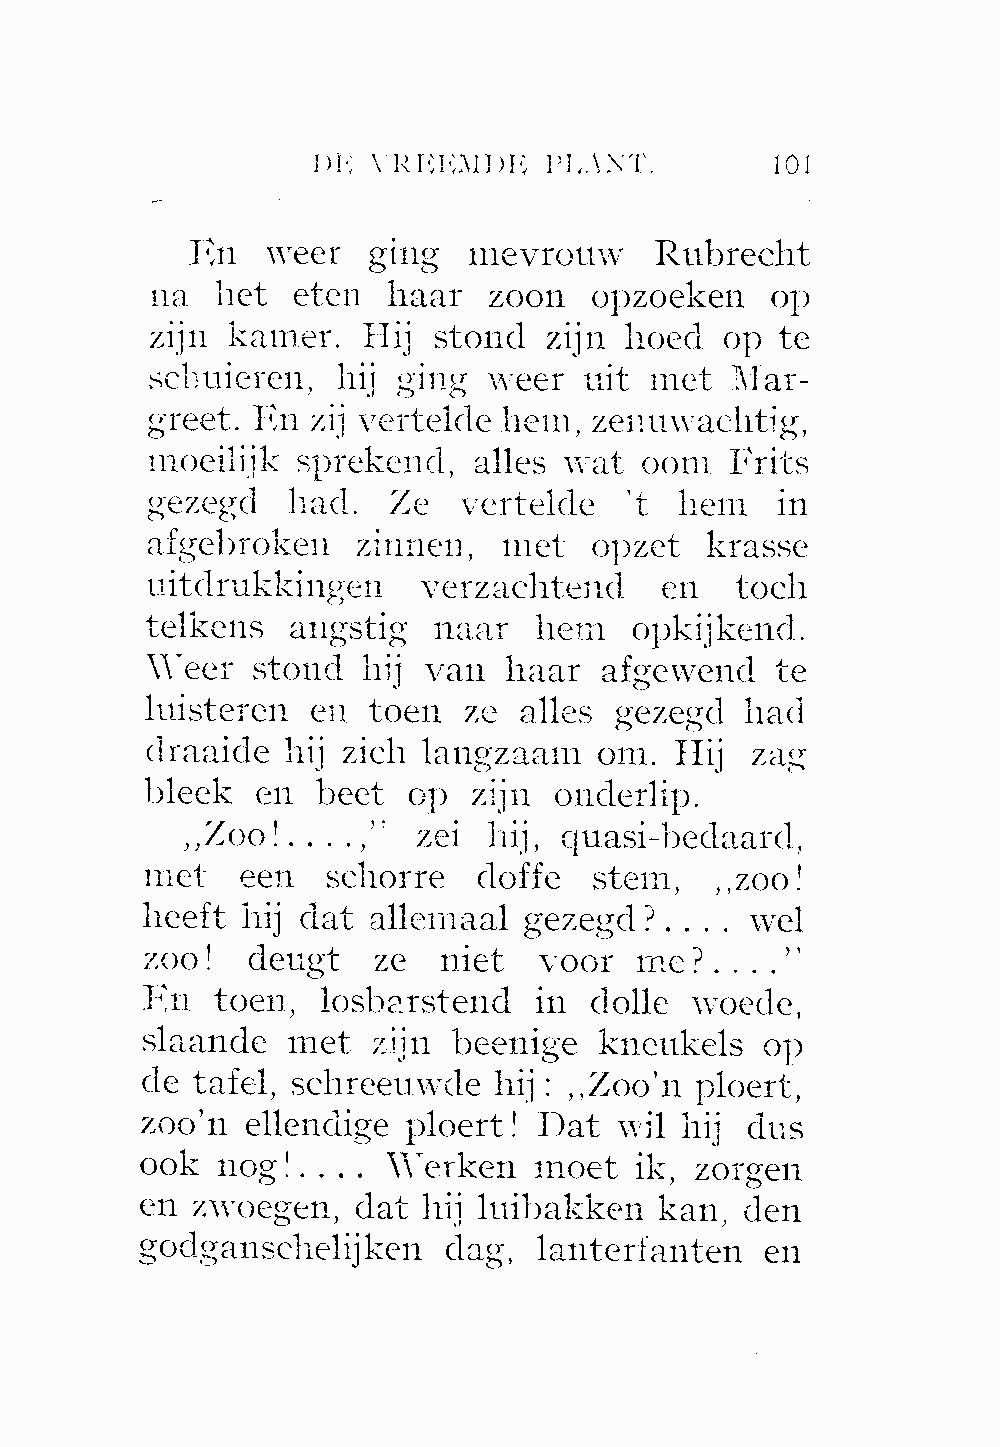 DE VREEMDE PLANT. 101
En weer ging mevrouw Rubrecht
na het eten haar zoon opzoeken op
zijn kamer. Hij stond zijn hoed op te
schuieren, hij ging weer uit met Mar-
greet. En zij vertelde hem, zenuwachtig,
moeilijk sprekend, alles wat oom Frits
gezegd had. Ze vertelde 't hem in
afgebroken zinnen, met opzet krasse
uitdrukkingen verzachtend en toch
telkens angstig naar hem opkijkend.
Weer stond hij van haar afgewend te
luisteren en toen ze alles gezegd had
draaide hij zich langzaam om. Hij zag
bleek en beet op zijn onderlip.
„Zoo!....," zei hij, quasi-bedaard,
met een schorre doffe stem, „zoo!
heeft hij dat allemaal gezegd?.... wel
zoo! deugt ze niet voor me?...."
En toen, losbarstend in dolle woede,
slaande met zijn beenige kneukels op
de tafel, schreeuwde hij: „Zoo'n ploert,
zoo'n ellendige ploert! Dat wil hij dus
ook nog!.... Werken moet ik, zorgen
en zwoegen, dat hij luibakken kan, den
godganschelijken dag, lanterfanten en